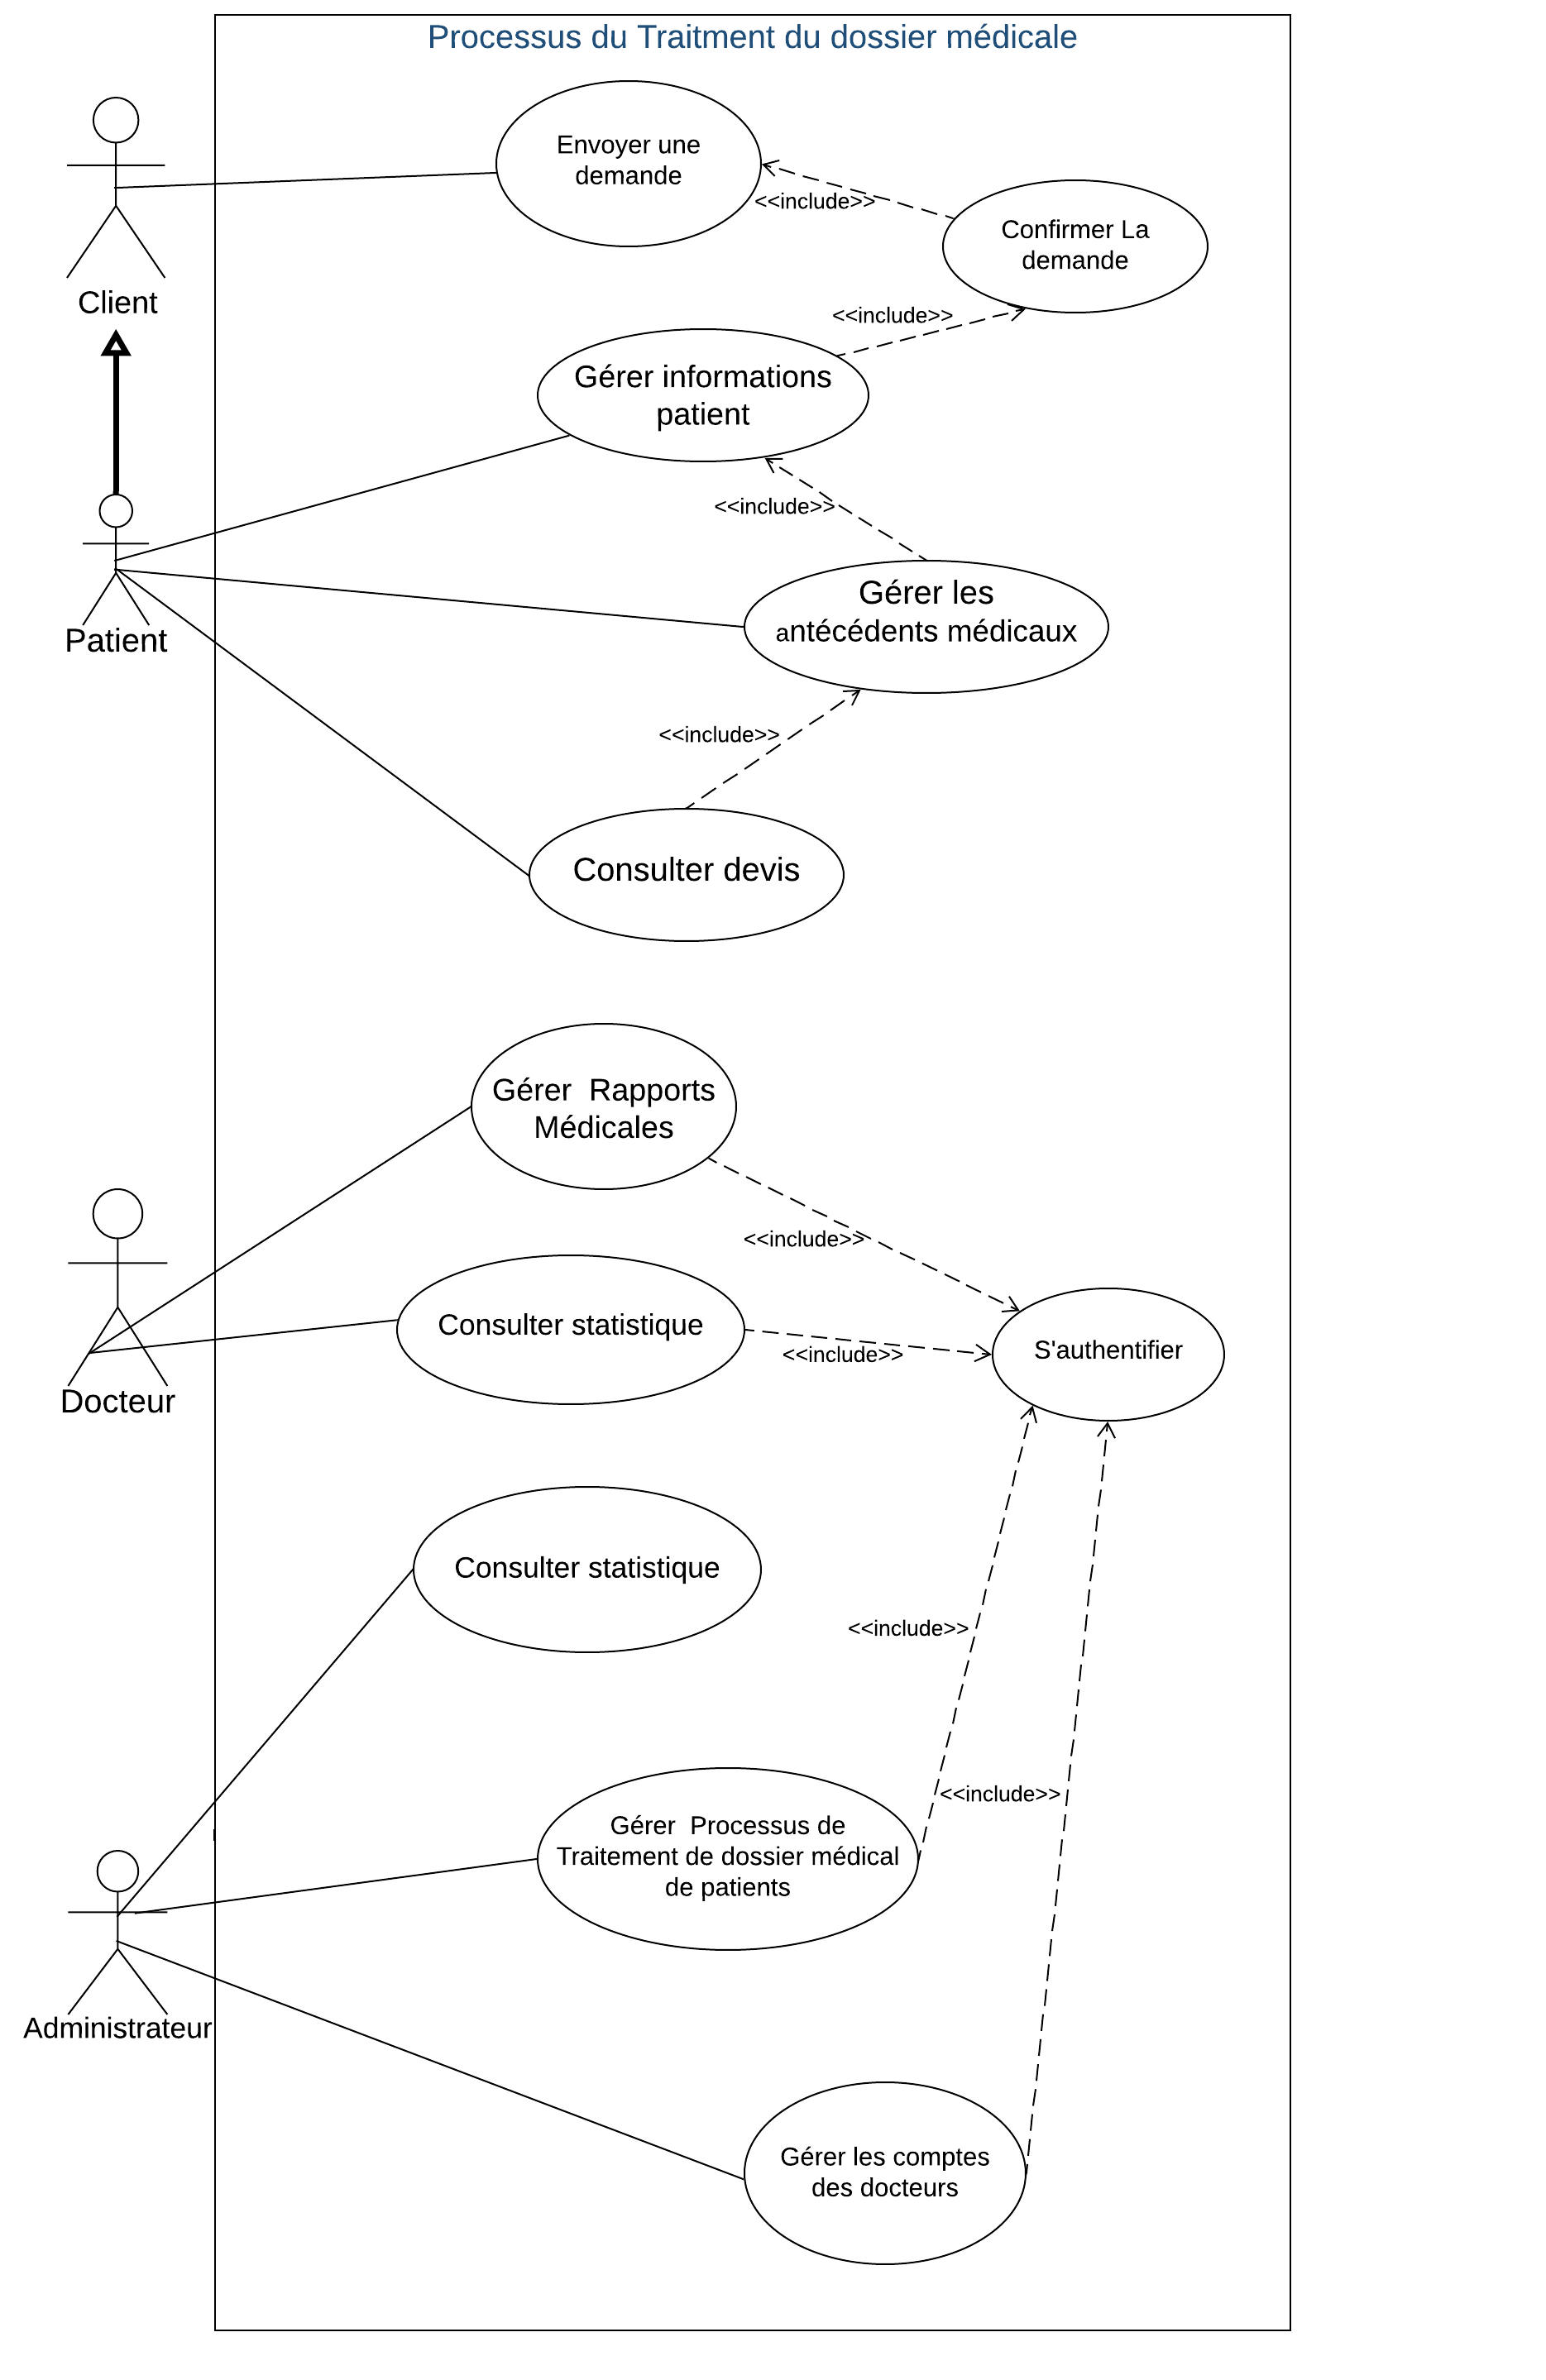 Processus du Traitment du dossier médicale
Envoyer une
demande
<<include>>
Confirmer La
demande
Client
<<include>>
Gérer informations
patient
<<include>>
Gérer les
antécédents médicaux
Patient
<<include>>
Consulter devis
Gérer  Rapports
Médicales
<<include>>
Consulter statistique
<<include>>
S'authentifier
Docteur
Consulter statistique
<<include>>
<<include>>
Gérer  Processus de
Traitement de dossier médical
de patients
Administrateur
Gérer les comptes
des docteurs